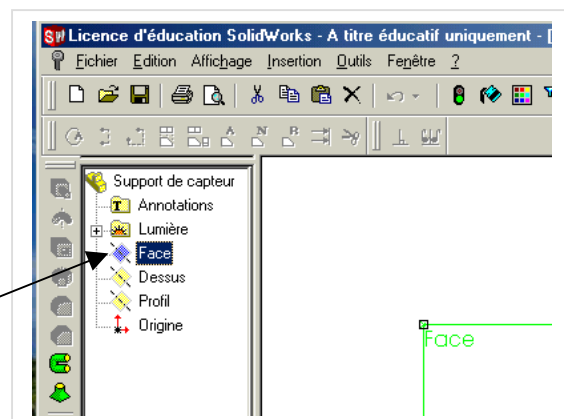 SW Licence d'éducation SolidWorks - A titre éducatif uniquement - [
Fichier Edition Affichage Insertion Outils Fenêtre ?
Support de capteur
T Annotations
Lumière
Face
Dessus
Profil
Origine
Face